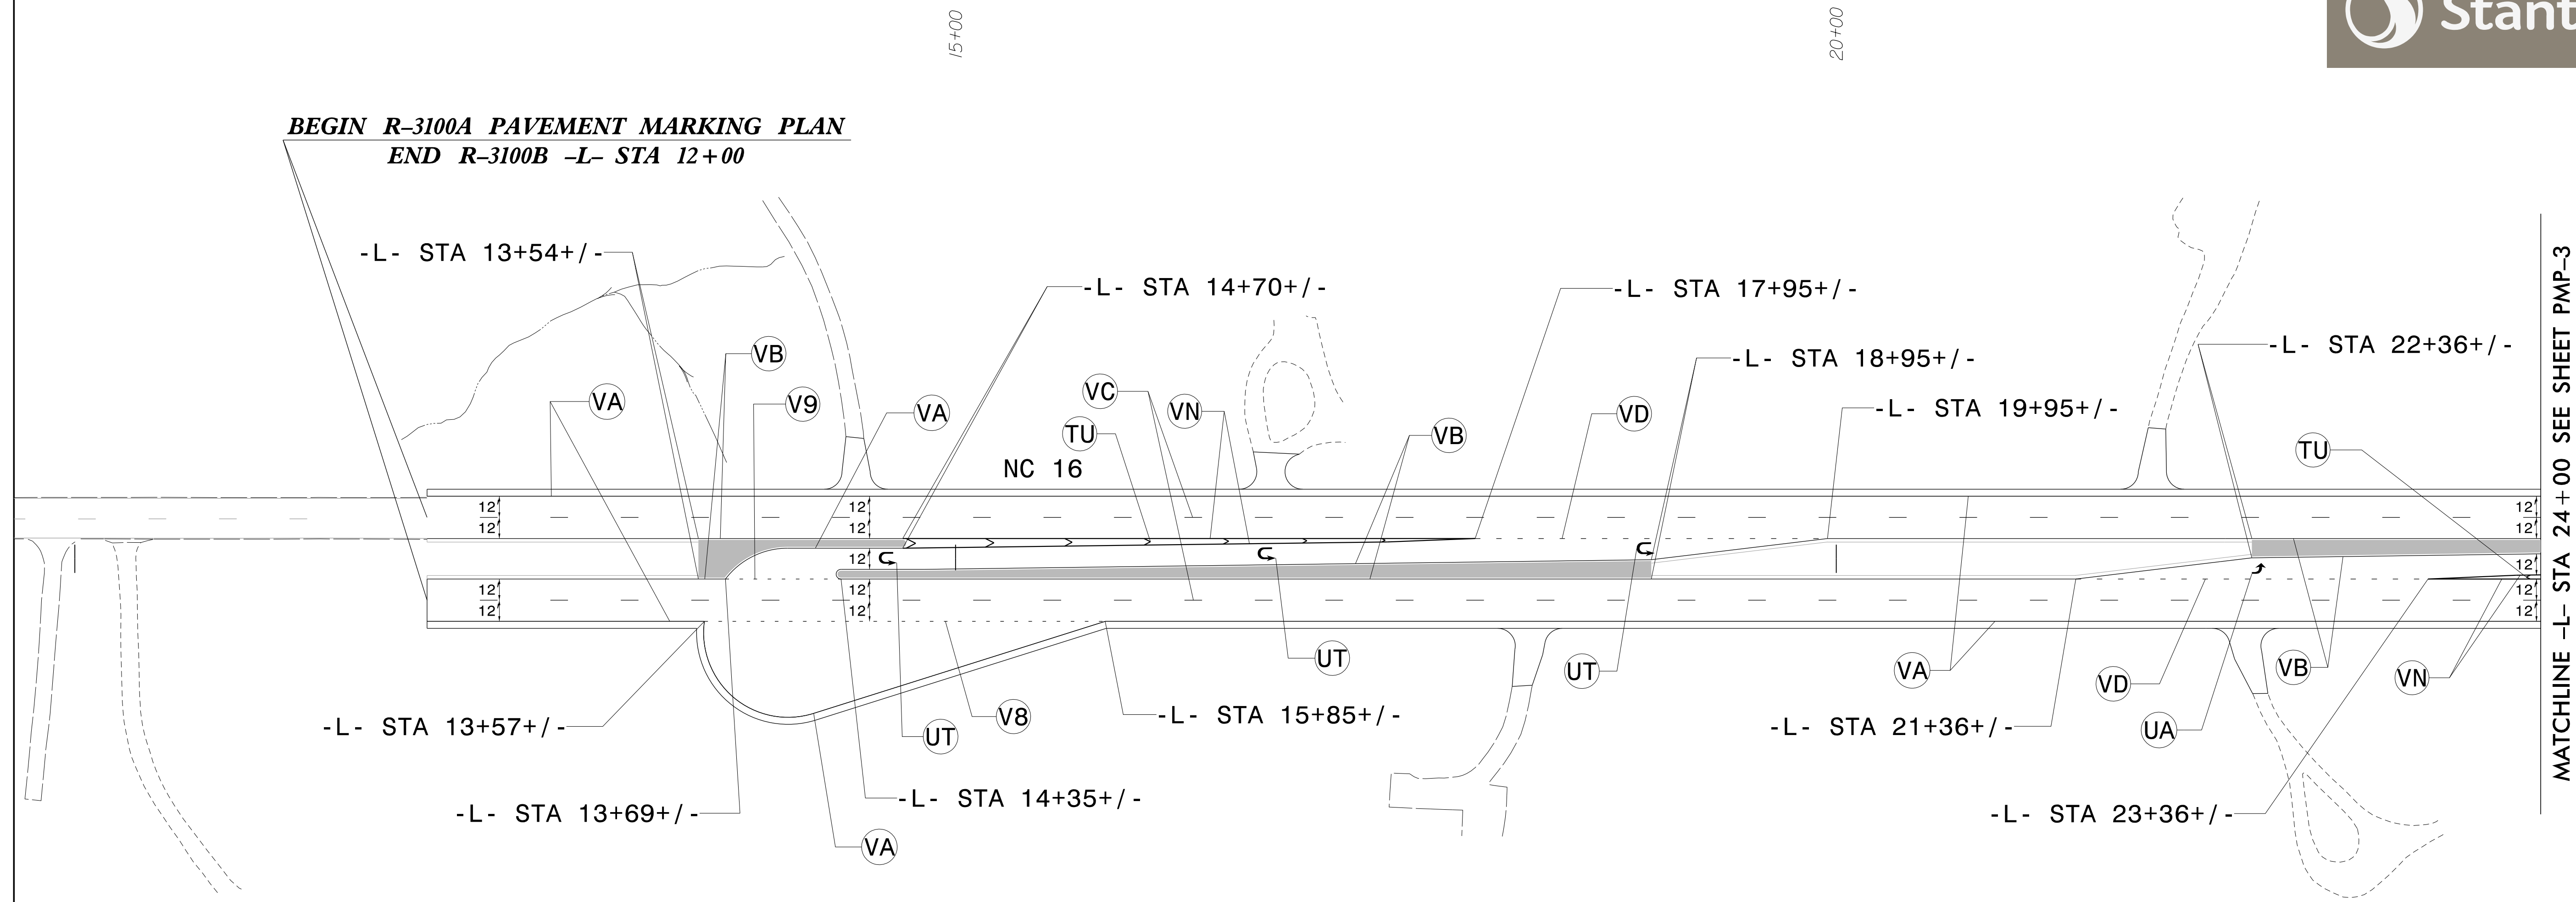 15+00
20+00
Stant
BEGIN R-3100A PAVEMENT MARKING PLAN
END R-3100B -L- STA 12+00
-L- STA 13+54+/-
-L- STA 14+70+/-
-L- STA 17+95+/-
-L- STA 18+95+/-
-L- STA 22+36+/-
-L- STA 19+95+/-
VB
VA
V9
VA
VC
VN
TU
VB
VD
TU
NC 16
12
12
12
12
12
12
12
12
12
12
12
12
12
12
UT
UT
VA
VD
VB
VN
-L- STA 13+57+/-
UT
V8
-L- STA 15+85+/-
-L- STA 21+36+/-
UA
-L- STA 13+69+/-
-L- STA 14+35+/-
-L- STA 23+36+/-
VA
MATCHLINE -L- STA 24+00 SEE SHEET PMP-3